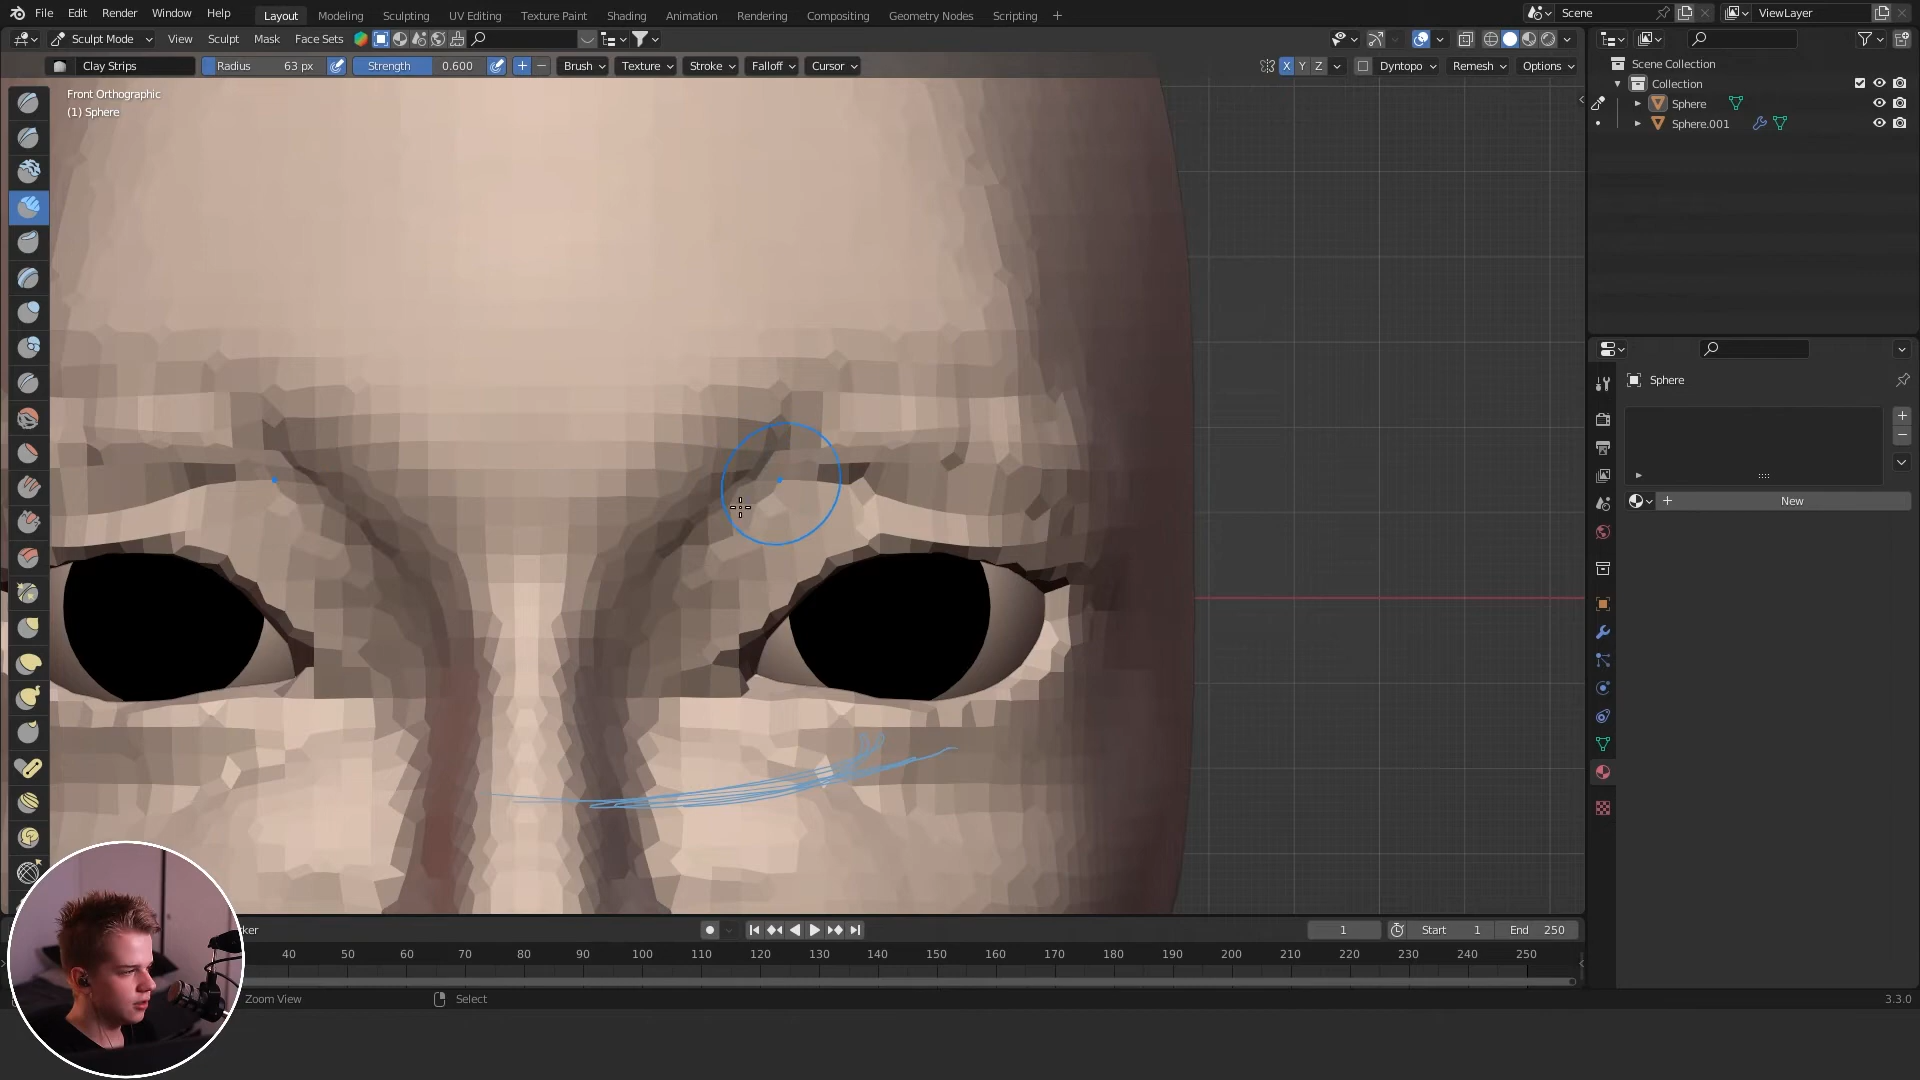 File Edit Render Window Help Layout Modeling Sculpting UV Editing Texture Paint Shading Animation Rendering Compositing Geometry Nodes Scripting + Scene ViewLayer
Sculpt Mode View Sculpt Mask Face Sets
Clay Strips Radius 63 px Strength 0.600 Brush Texture Stroke Falloff Cursor X Y Z Dyntopo Remesh Options
Front Orthographic
(1) Sphere
Scene Collection
Collection
Sphere
Sphere.001
Sphere
New
ker
1 Start 1 End 250
40 50 60 70 80 90 100 110 120 130 140 150 160 170 180 190 200 210 220 230 240 250
Zoom View Select 3.3.0